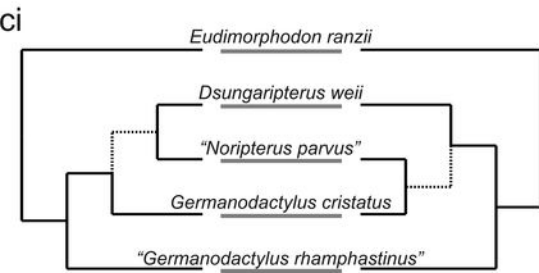 ci
Eudimorphodon ranzii
Dsungaripterus weii
“Noripterus parvus”
Germanodactylus cristatus
“Germanodactylus rhamphastinus”